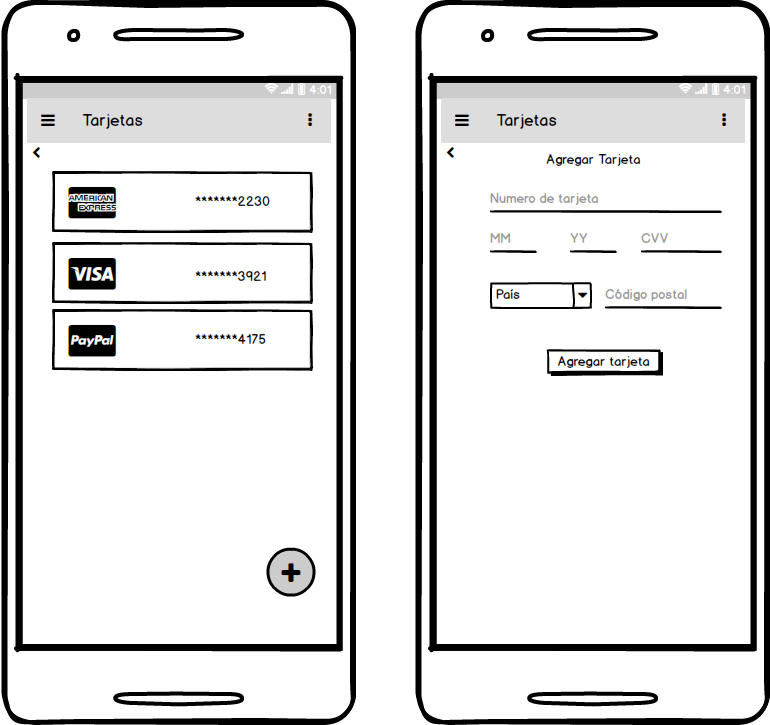 4:01
Tarjetas
AMERICAN
EXPRESS
*******2230
VISA
*******3921
PayPal
*******4175
4:01
Tarjetas
Agregar Tarjeta
Numero de tarjeta
MM YY CVV
País Código postal
Agregar tarjeta